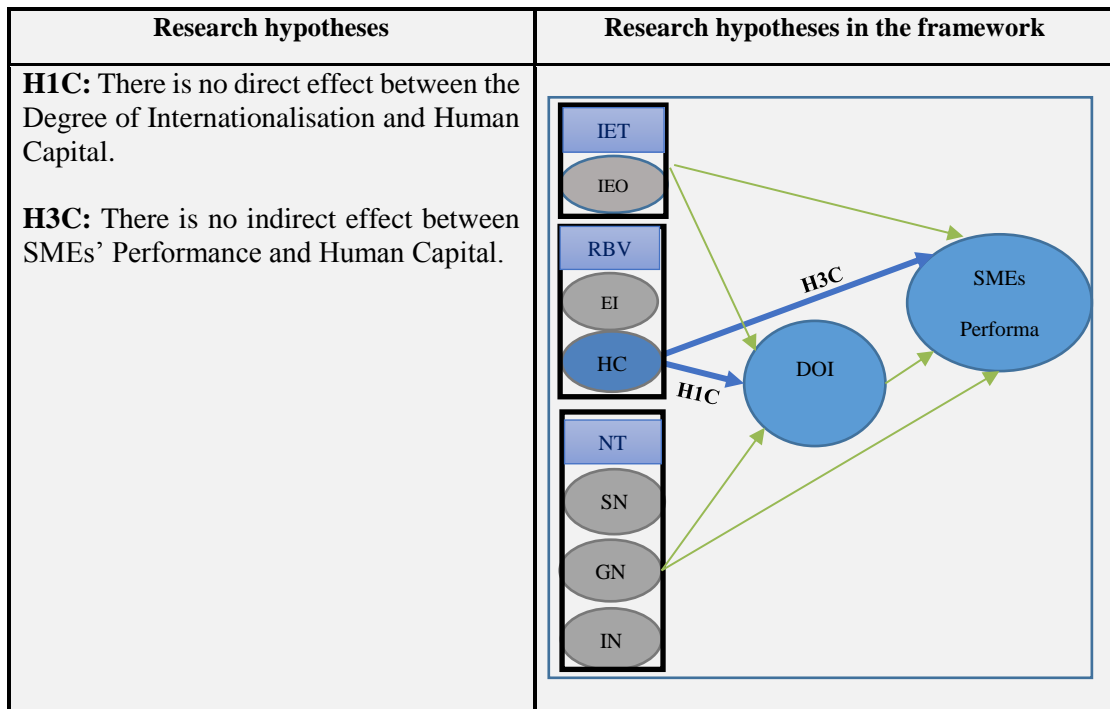 Research hypotheses
Research hypotheses in the framework
H1C: There is no direct effect between the
Degree of Internationalisation and Human
Capital.
H3C: There is no indirect effect between
SMEs’ Performance and Human Capital.
IET
IEO
RBV
EI
HC
NT
SN
GN
IN
H3C
H1C
DOI
SMEs
Performa